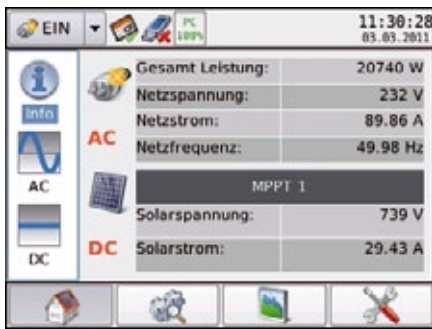 EIN
PC
100%
11:30:28
03.03.2011
Info
AC
DC
Gesamt Leistung: 20740 W
Netzspannung: 232 V
Netzstrom: 89.86 A
AC
Netzfrequenz: 49.98 Hz
MPPT 1
Solarspannung: 739 V
DC
Solarstrom: 29.43 A